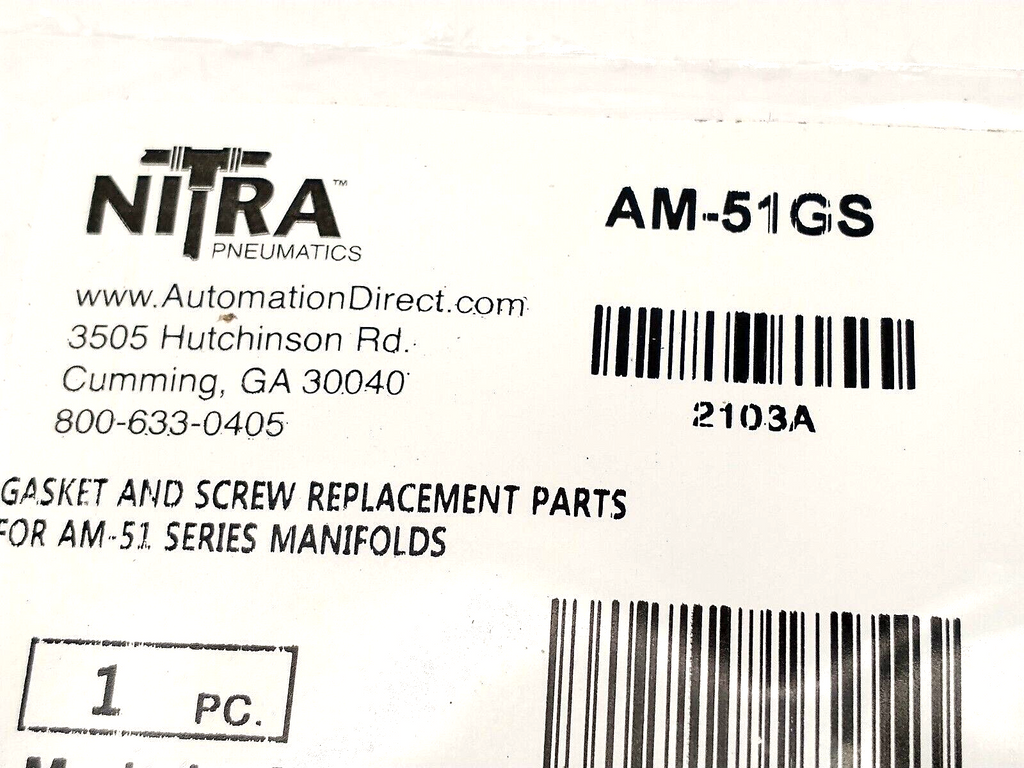 NITRA™
PNEUMATICS
www.AutomationDirect.com
3505 Hutchinson Rd.
Cumming, GA 30040
800-633-0405
AM-51GS
2103A
GASKET AND SCREW REPLACEMENT PARTS
FOR AM-51 SERIES MANIFOLDS
1 PC.